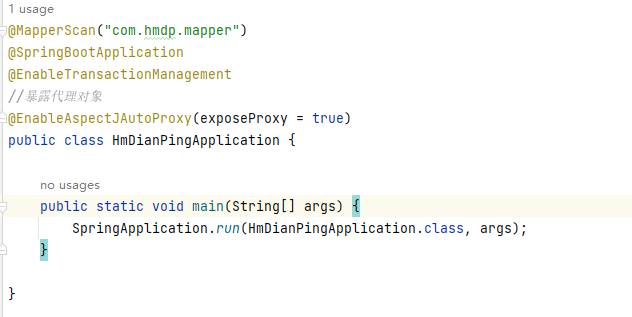 1 usage
@MapperScan("com.hmdp.mapper")
@SpringBootApplication
@EnableTransactionManagement
//暴露代理对象
@EnableAspectJAutoProxy(exposeProxy = true)
public class HmDianPingApplication {
no usages
public static void main(String[] args) {
SpringApplication.run(HmDianPingApplication.class, args);
}
}